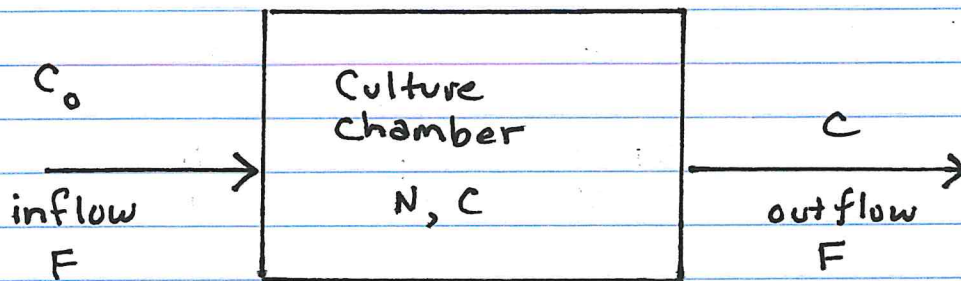 C₀
inflow
F
Culture
Chamber
N, C
C
outflow
F